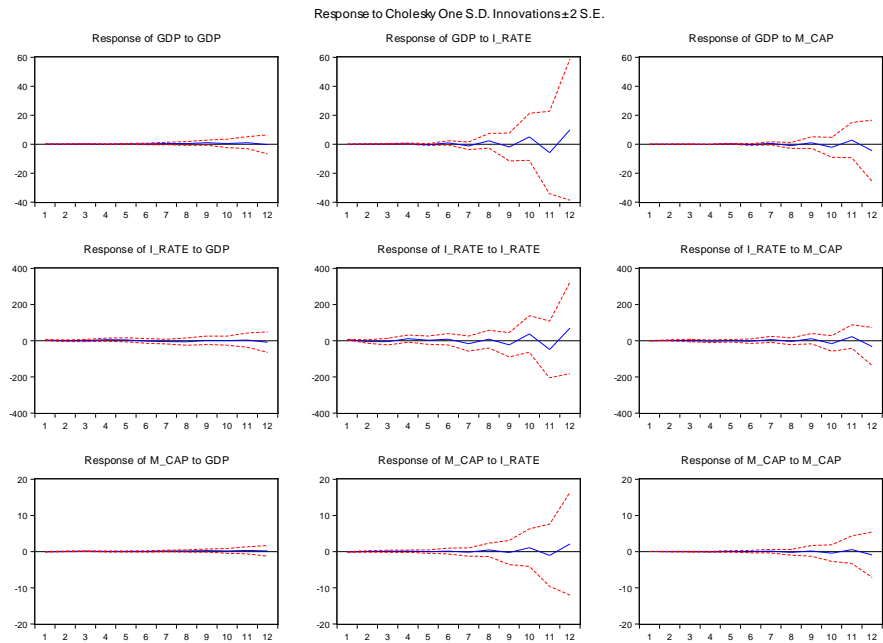 Response to Cholesky One S.D. Innovations ± 2 S.E.
Response of GDP to GDP
Response of GDP to I_RATE
Response of GDP to M_CAP
60
40
20
0
-20
-40
1 2 3 4 5 6 7 8 9 10 11 12
60
40
20
0
-20
-40
1 2 3 4 5 6 7 8 9 10 11 12
60
40
20
0
-20
-40
1 2 3 4 5 6 7 8 9 10 11 12
Response of I_RATE to GDP
Response of I_RATE to I_RATE
Response of I_RATE to M_CAP
400
200
0
-200
-400
1 2 3 4 5 6 7 8 9 10 11 12
400
200
0
-200
-400
1 2 3 4 5 6 7 8 9 10 11 12
400
200
0
-200
-400
1 2 3 4 5 6 7 8 9 10 11 12
Response of M_CAP to GDP
Response of M_CAP to I_RATE
Response of M_CAP to M_CAP
20
10
0
-10
-20
1 2 3 4 5 6 7 8 9 10 11 12
20
10
0
-10
-20
1 2 3 4 5 6 7 8 9 10 11 12
20
10
0
-10
-20
1 2 3 4 5 6 7 8 9 10 11 12